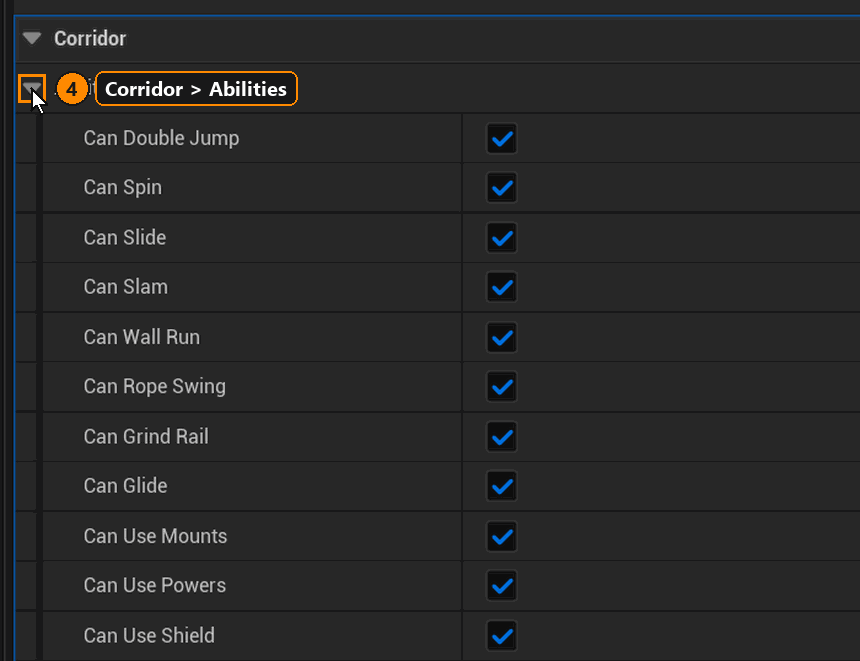 Corridor
4 Corridor > Abilities
Can Double Jump
Can Spin
Can Slide
Can Slam
Can Wall Run
Can Rope Swing
Can Grind Rail
Can Glide
Can Use Mounts
Can Use Powers
Can Use Shield